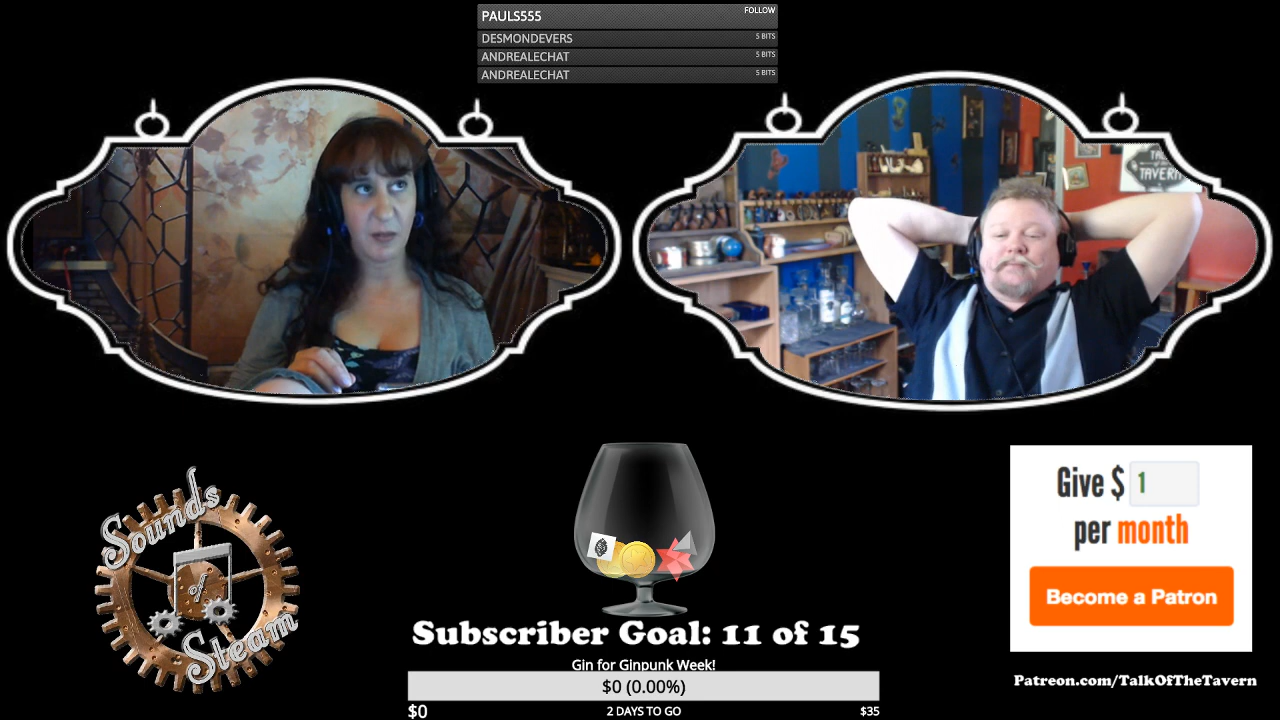 PAULS555 FOLLOW
DESMONDEVERS 5 BITS
ANDREALECHAT 5 BITS
ANDREALECHAT 5 BITS
TAVERN
Sounds
of
Steam
Give $ 1
per month
Become a Patron
Patreon.com/TalkOfTheTavern
Subscriber Goal: 11 of 15
Gin for Ginpunk Week!
$0 (0.00%)
$0 2 DAYS TO GO $35